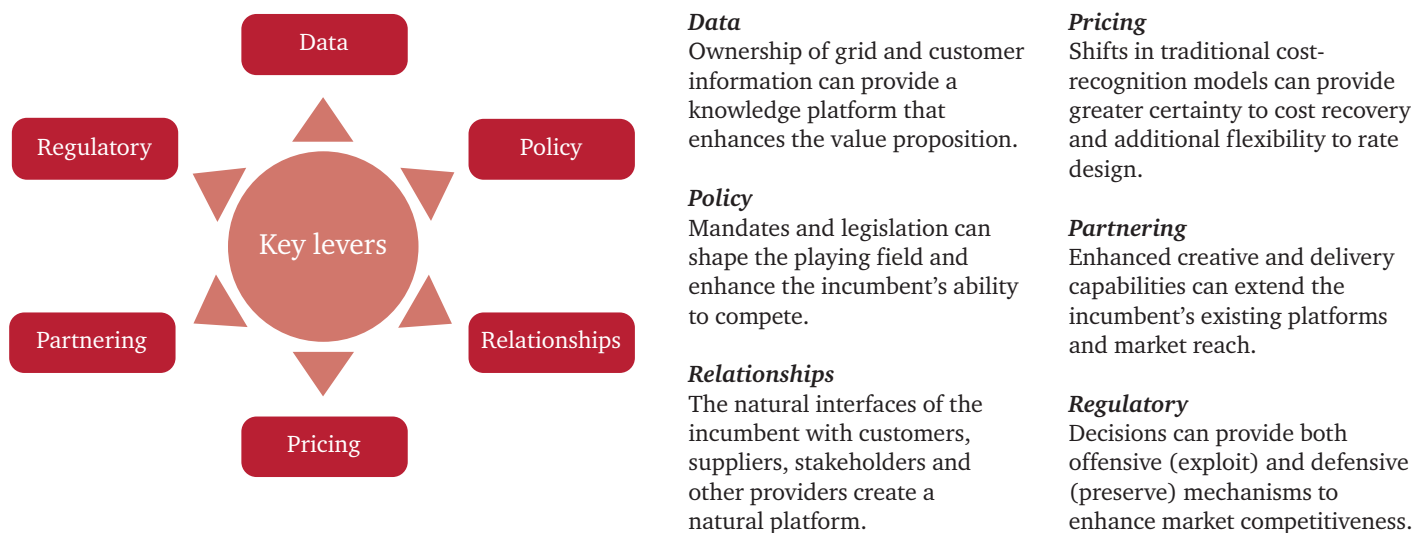 Data
Regulatory
Policy
Key levers
Partnering
Relationships
Pricing
Data
Ownership of grid and customer
information can provide a
knowledge platform that
enhances the value proposition.
Policy
Mandates and legislation can
shape the playing field and
enhance the incumbent’s ability
to compete.
Relationships
The natural interfaces of the
incumbent with customers,
suppliers, stakeholders and
other providers create a
natural platform.
Pricing
Shifts in traditional cost-
recognition models can provide
greater certainty to cost recovery
and additional flexibility to rate
design.
Partnering
Enhanced creative and delivery
capabilities can extend the
incumbent’s existing platforms
and market reach.
Regulatory
Decisions can provide both
offensive (exploit) and defensive
(preserve) mechanisms to
enhance market competitiveness.